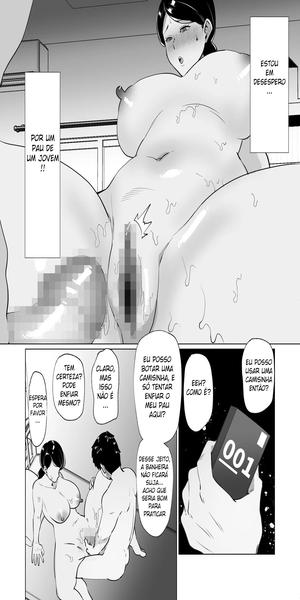 ESTOU
EM
DESESPERO
...
POR UM
PAU DE
UM JOVEM
!!
EU POSSO
USAR UMA
CAMISINHA
ENTÃO?
EEH?
COMO É?
001
EU POSSO
BOTAR UMA
CAMISINHA, E
SÓ TENTAR
ENFIAR O
MEU PAU
AQUI?
DESSE JEITO,
A BANHEIRA
NÃO FICARÁ
SUJA...
ACHO QUE
SERIA BOM
PARA
PRATICAR
CLARO,
MAS ISSO
NÃO É
...
TEM
CERTEZA?
PODE
ENFIAR
MESMO?
ESPERA
POR
FAVOR
...